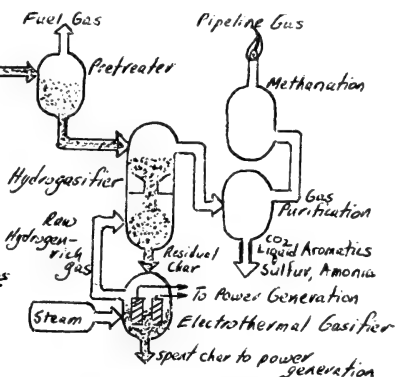 Fuel Gas
Pipeline Gas
Pretreater
Methanation
Hydrogasifier
Gas
Purification
Raw
Hydrogen-
rich
gas
CO2
Liquid Aromatics
Sulfur, Amonia
Residual
Char
To Power Generation
Steam
Electrothermal Gasifier
spent char to power
generation